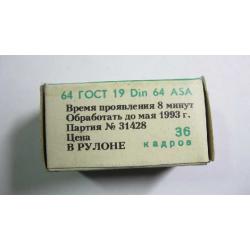 64 ГОСТ 19 Din 64 ASA
Время проявления 8 минут
Обработать до мая 1993 г.
Партия № 31428
Цена 36
В РУЛОНЕ кадров